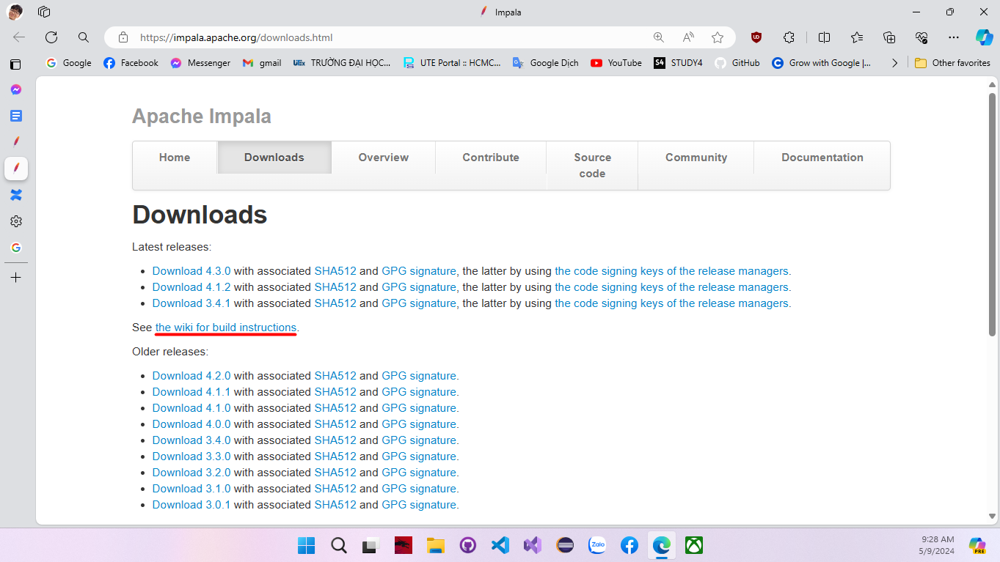 Impala
https://impala.apache.org/downloads.html
Google Facebook Messenger gmail UEx TRƯỜNG ĐẠI HỌC... UTE Portal :: HCMC... Google Dịch YouTube S4 STUDY4 GitHub Grow with Google |... Other favorites
Apache Impala
Home Downloads Overview Contribute Source code Community Documentation
Downloads
Latest releases:
Download 4.3.0 with associated SHA512 and GPG signature, the latter by using the code signing keys of the release managers.
Download 4.1.2 with associated SHA512 and GPG signature, the latter by using the code signing keys of the release managers.
Download 3.4.1 with associated SHA512 and GPG signature, the latter by using the code signing keys of the release managers.
See the wiki for build instructions.
Older releases:
Download 4.2.0 with associated SHA512 and GPG signature.
Download 4.1.1 with associated SHA512 and GPG signature.
Download 4.1.0 with associated SHA512 and GPG signature.
Download 4.0.0 with associated SHA512 and GPG signature.
Download 3.4.0 with associated SHA512 and GPG signature.
Download 3.3.0 with associated SHA512 and GPG signature.
Download 3.2.0 with associated SHA512 and GPG signature.
Download 3.1.0 with associated SHA512 and GPG signature.
Download 3.0.1 with associated SHA512 and GPG signature.
Zalo
9:28 AM
5/9/2024
PRE